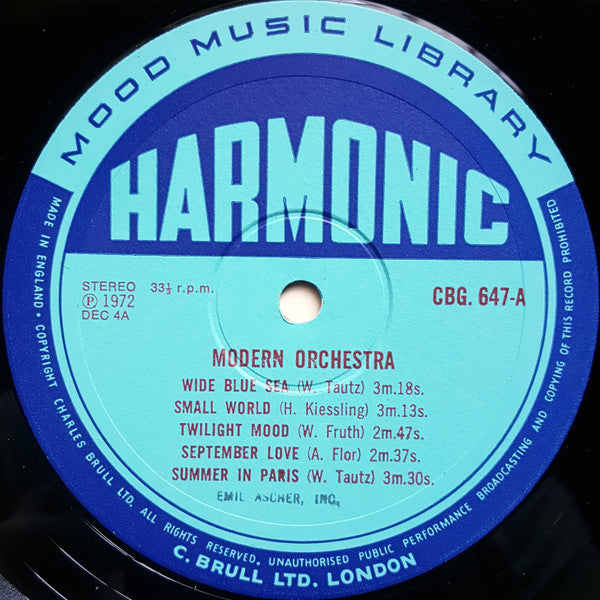 MOOD MUSIC LIBRARY
HARMONIC
STEREO 33⅓ r.p.m.
Ⓟ 1972
DEC 4A
CBG. 647-A
MODERN ORCHESTRA
WIDE BLUE SEA (W. Tautz) 3m.18s.
SMALL WORLD (H. Kiessling) 3m.13s.
TWILIGHT MOOD (W. Fruth) 2m.47s.
SEPTEMBER LOVE (A. Flor) 2m.37s.
SUMMER IN PARIS (W. Tautz) 3m.30s.
EMIL ASCHER, INC.
MADE IN ENGLAND • COPYRIGHT CHARLES BRULL LTD. ALL RIGHTS RESERVED. UNAUTHORISED PUBLIC PERFORMANCE BROADCASTING AND COPYING OF THIS RECORD PROHIBITED
C. BRULL LTD. LONDON